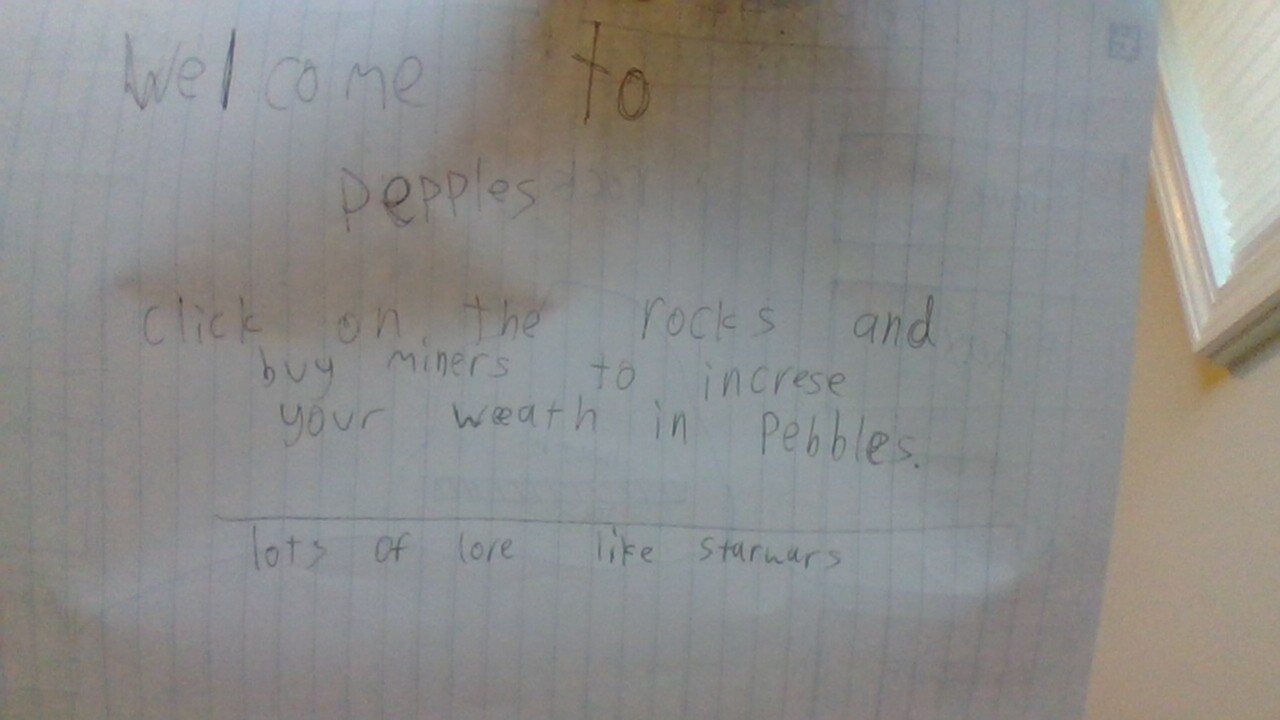 Welcome to
pepples
click on the rocks and
buy miners to increse
your weath in Pebbles.
lots of lore like starwars